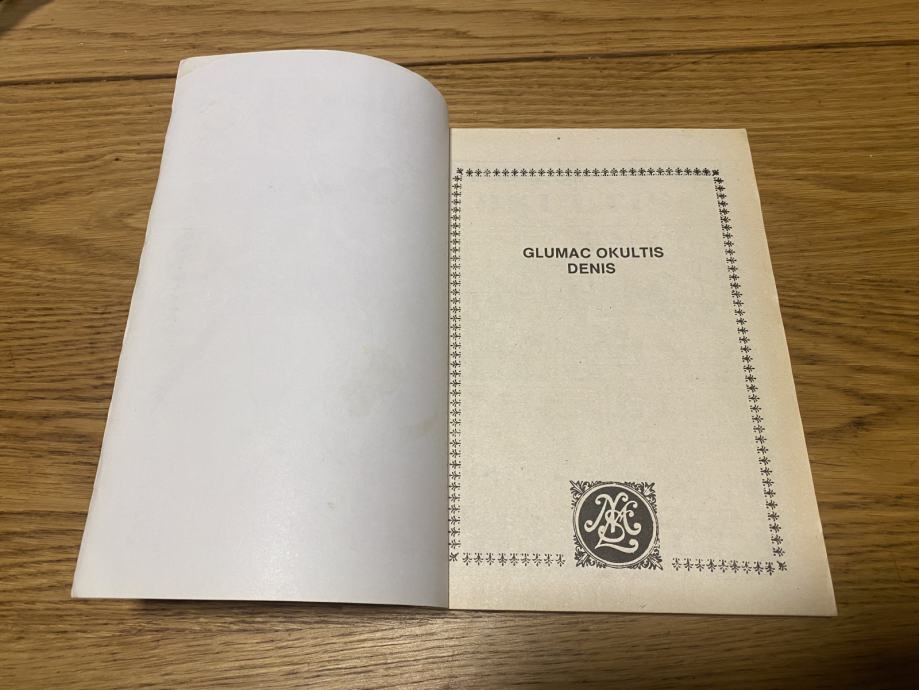 GLUMAC OKULTIS
DENIS